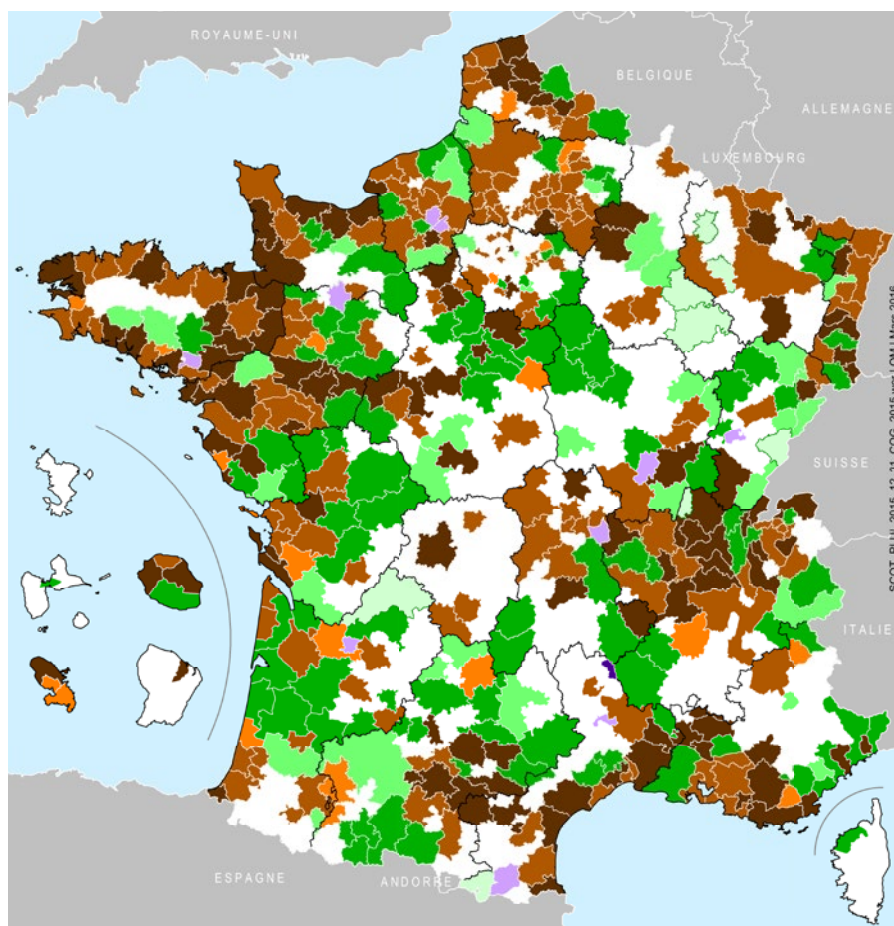 ROYAUME-UNI
BELGIQUE
ALLEMAGNE
LUXEMBOURG
SUISSE
ITALIE
ESPAGNE
ANDORRE